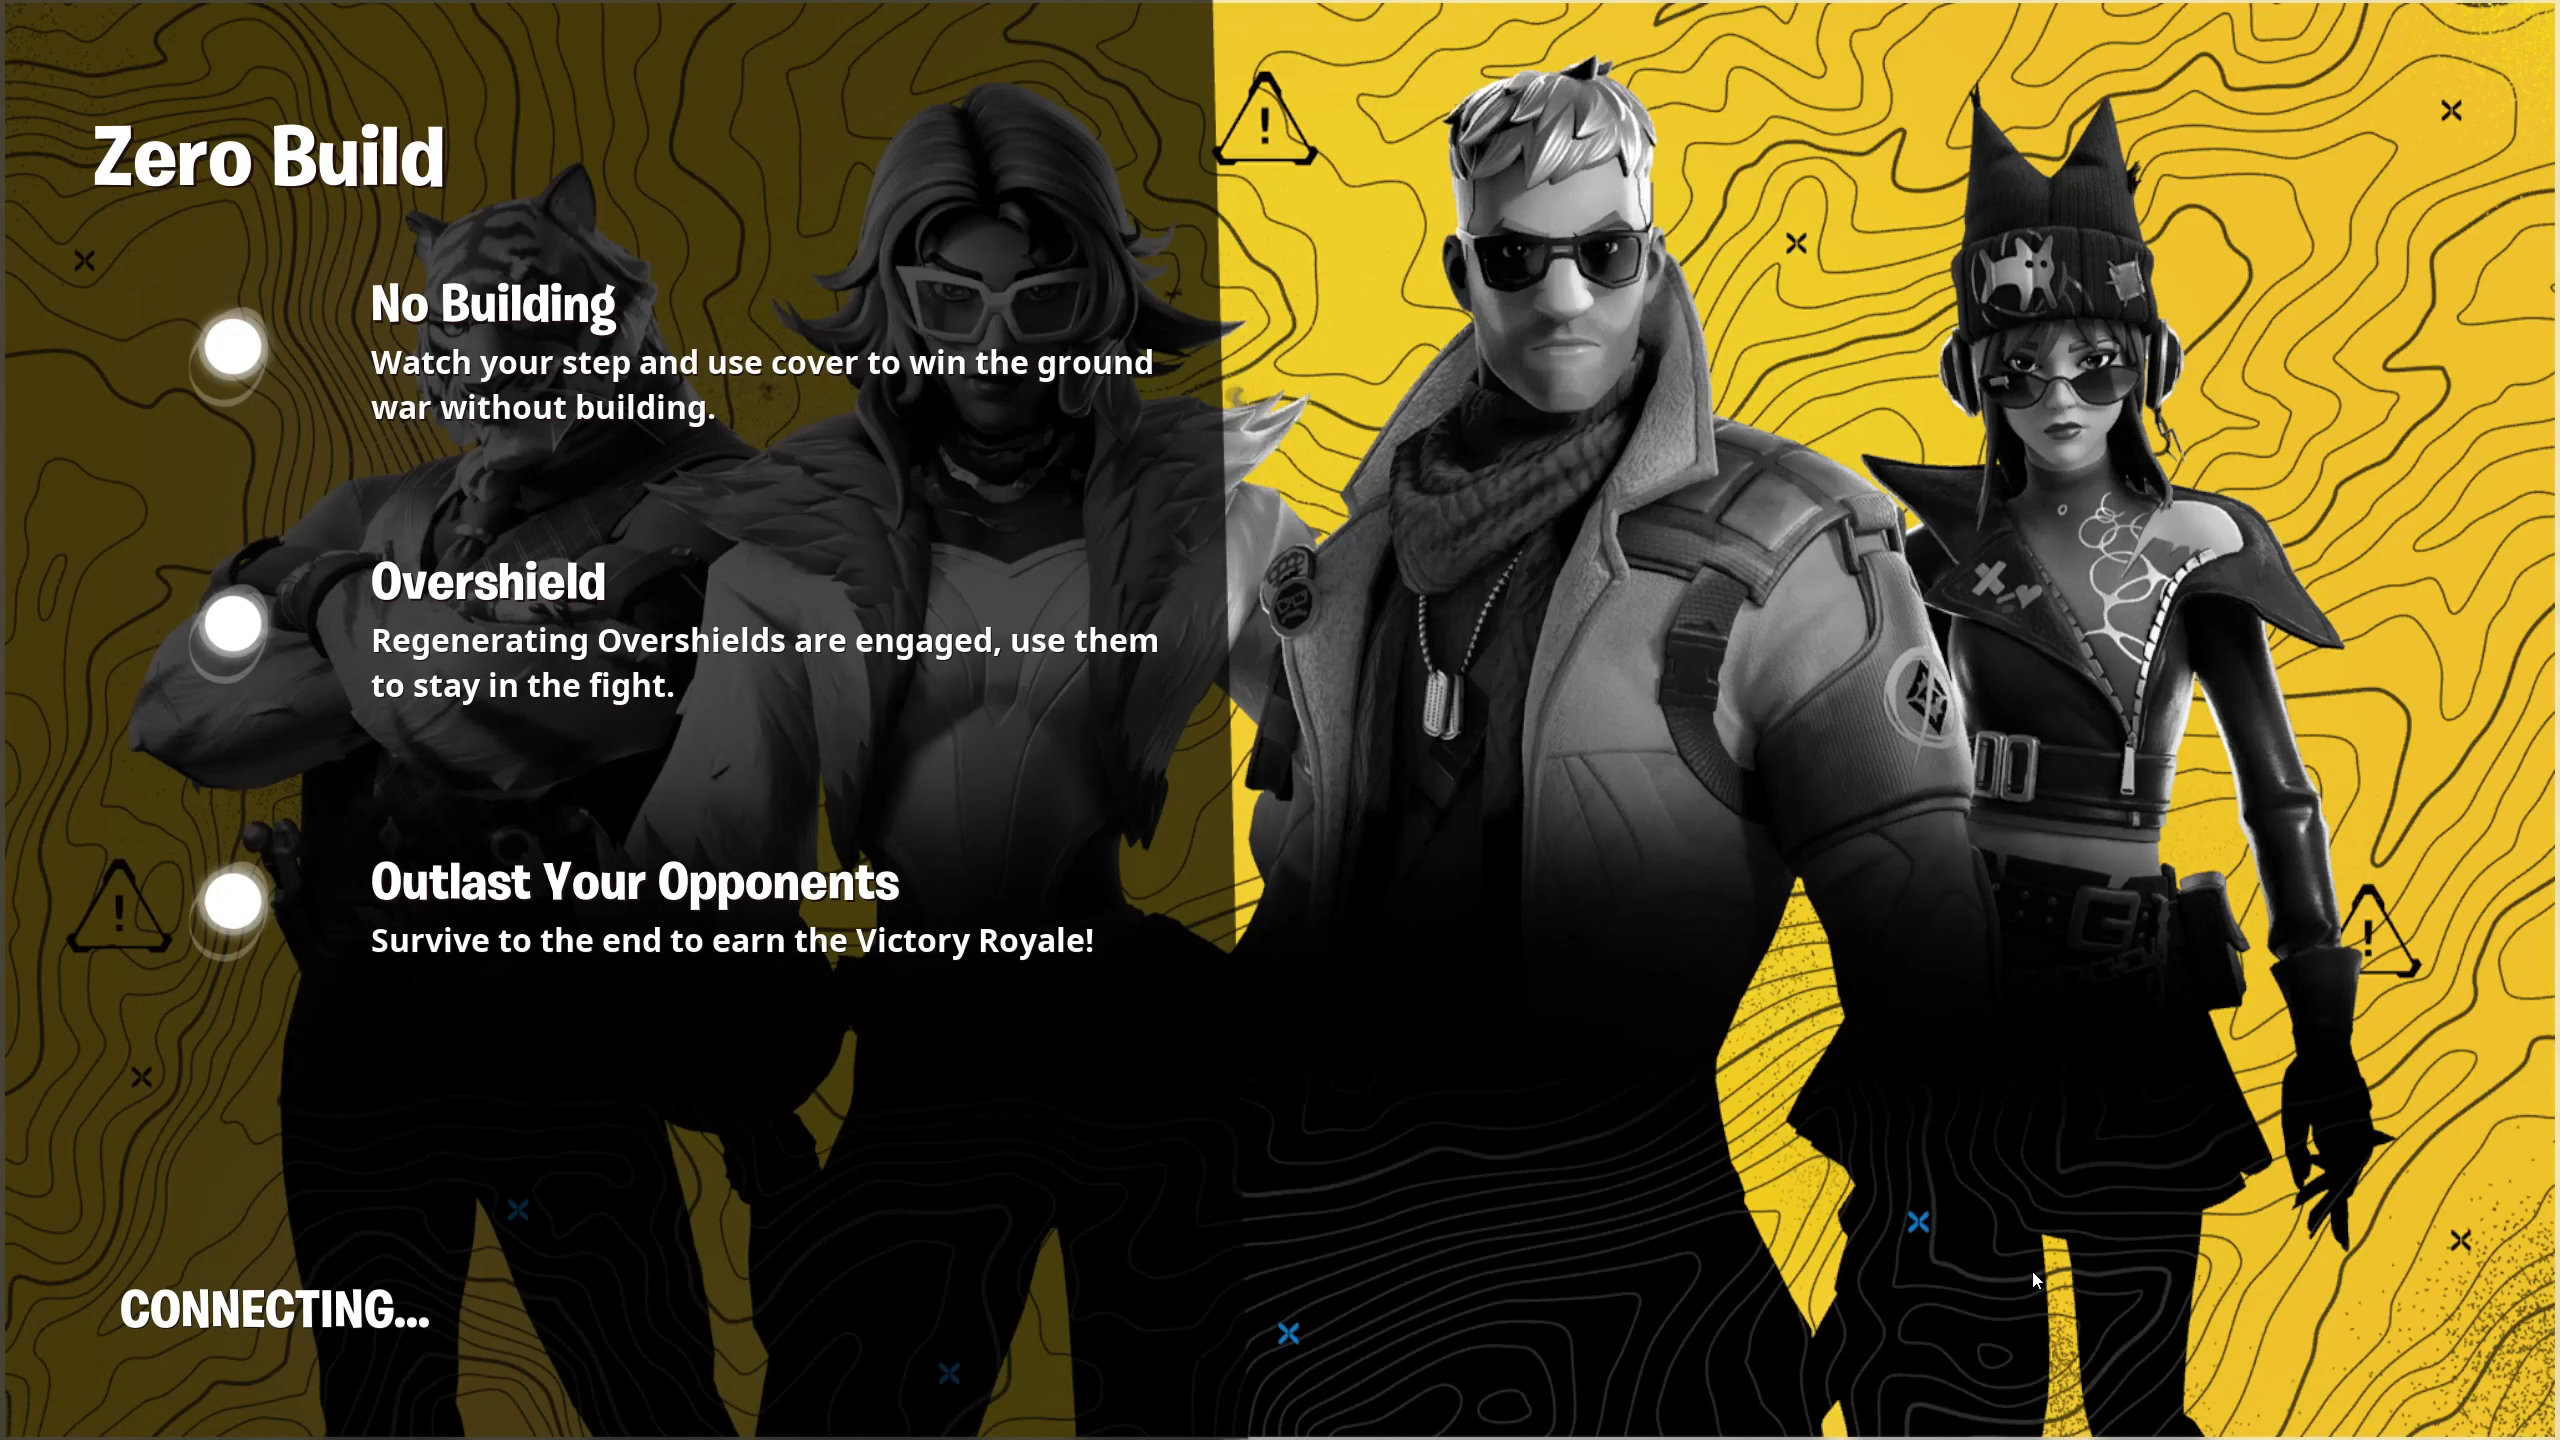 Zero Build
No Building
Watch your step and use cover to win the ground
war without building.
Overshield
Regenerating Overshields are engaged, use them
to stay in the fight.
Outlast Your Opponents
Survive to the end to earn the Victory Royale!
CONNECTING...